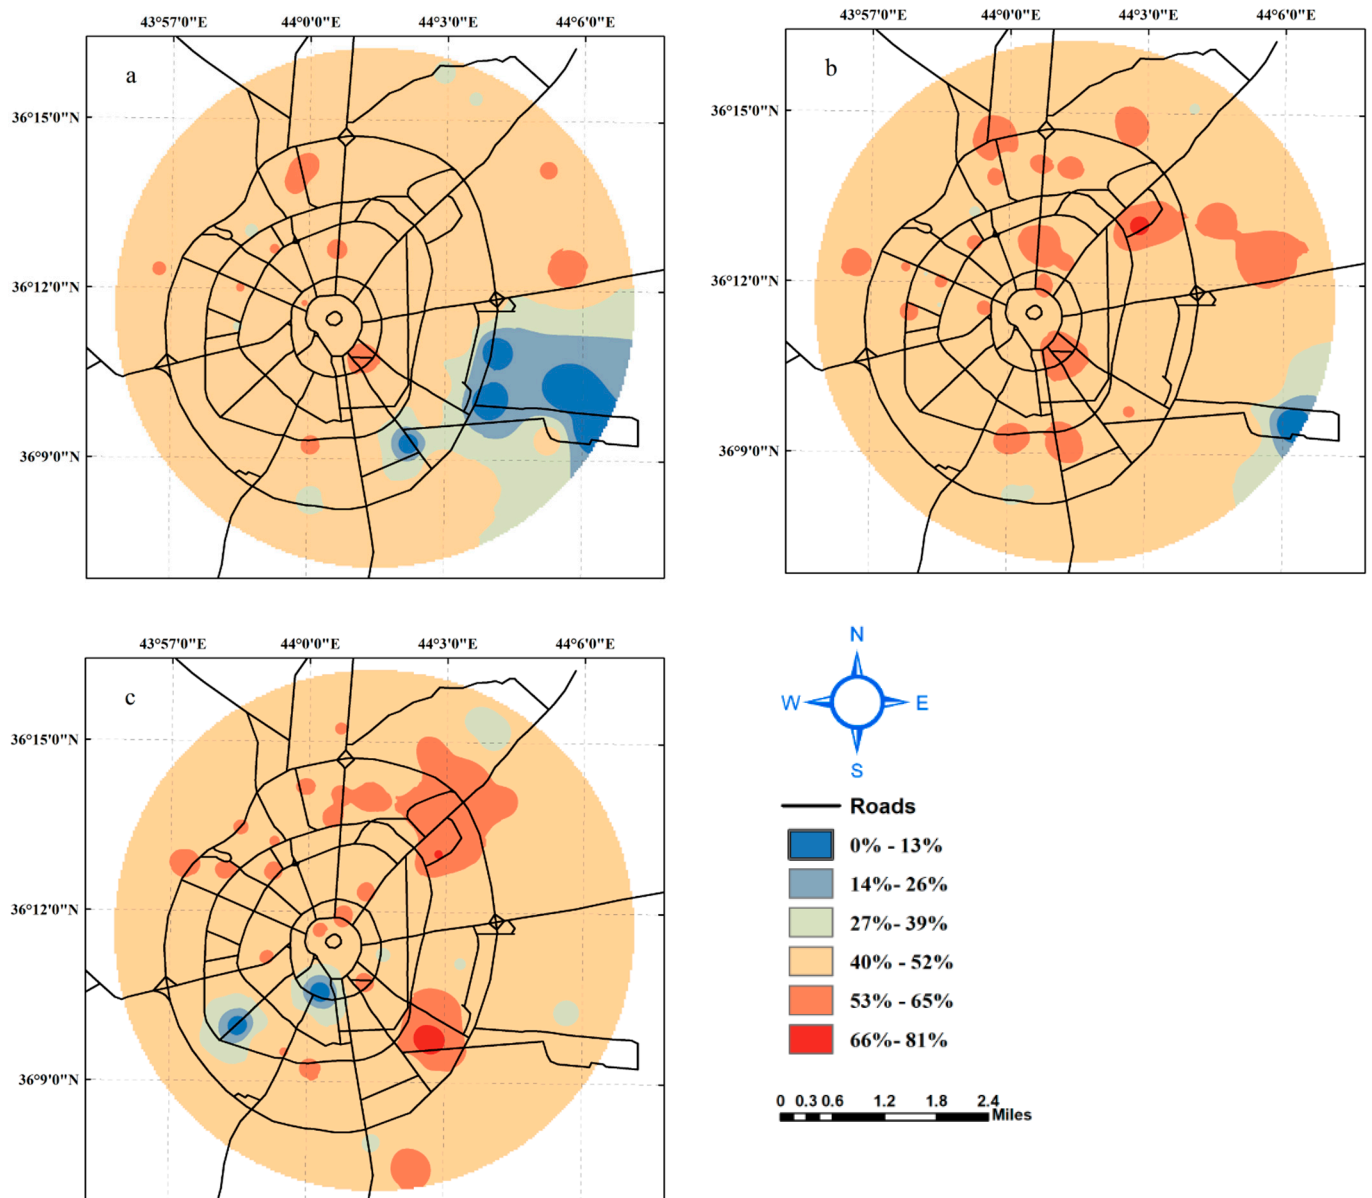 43°57'0"E 44°0'0"E 44°3'0"E 44°6'0"E
43°57'0"E 44°0'0"E 44°3'0"E 44°6'0"E
a
b
36°15'0"N
36°15'0"N
36°12'0"N
36°12'0"N
36°9'0"N
36°9'0"N
43°57'0"E 44°0'0"E 44°3'0"E 44°6'0"E
c
36°15'0"N
36°12'0"N
36°9'0"N
N
W E
S
Roads
0% - 13%
14%- 26%
27%- 39%
40% - 52%
53% - 65%
66%- 81%
0 0.3 0.6 1.2 1.8 2.4
Miles